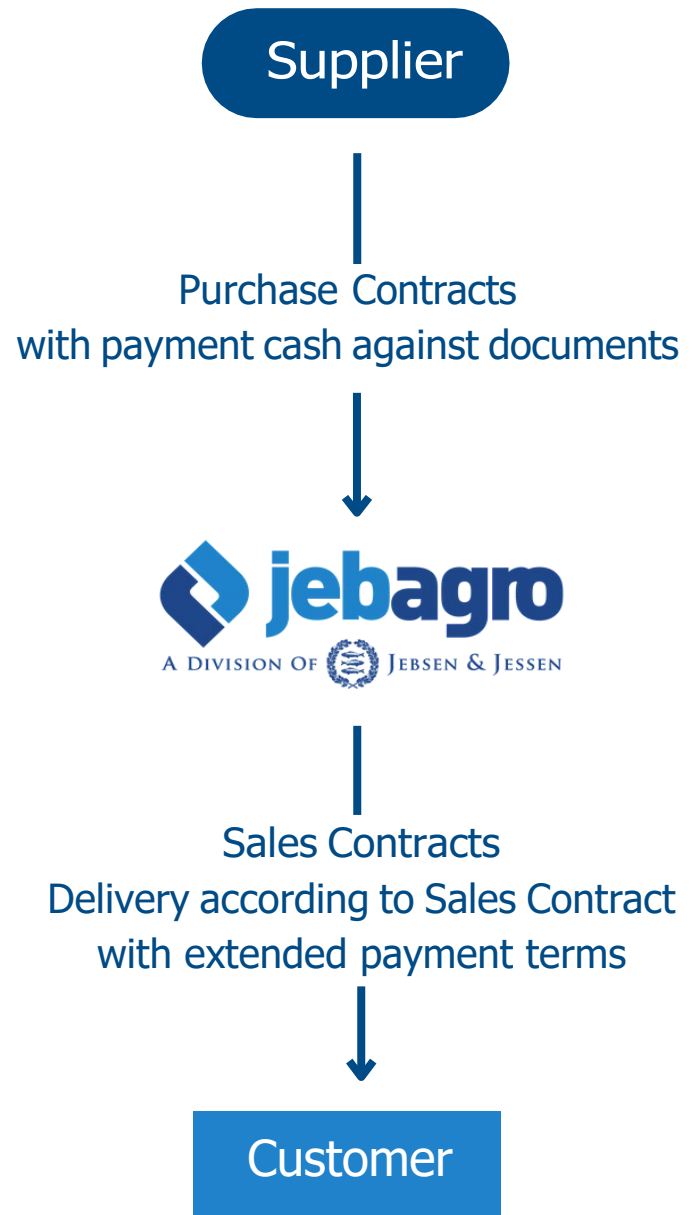 Supplier
Purchase Contracts
with payment cash against documents
jebagro
A DIVISION OF JEBSEN & JESSEN
Sales Contracts
Delivery according to Sales Contract
with extended payment terms
Customer